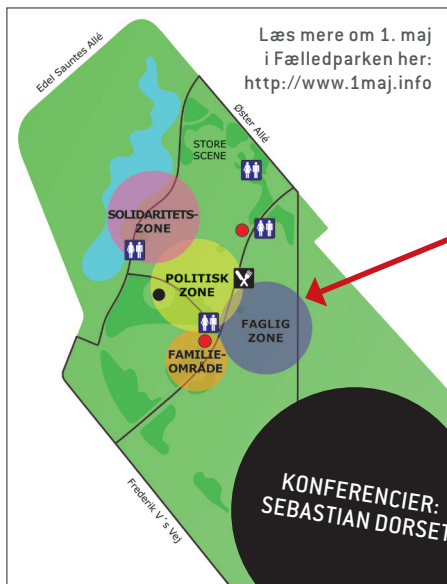 Læs mere om 1. maj
i Fælledparken her:
http://www.1maj.info
Edel Sauntes Allé
Øster Allé
STORE
SCENE
SOLIDARITETS-
ZONE
POLITISK
ZONE
FAGLIG
ZONE
FAMILIE-
OMRÅDE
Frederik V´s Vej
KONFERENCIER:
SEBASTIAN DORSET